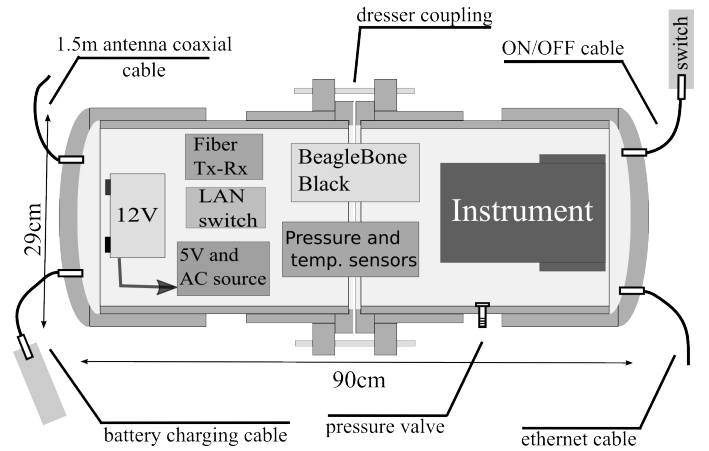 dresser coupling
1.5m antenna coaxial
cable
ON/OFF cable
switch
Fiber
Tx-Rx
BeagleBone
Black
12V
LAN
switch
Instrument
29cm
5V and
AC source
Pressure and
temp. sensors
90cm
battery charging cable
pressure valve
ethernet cable